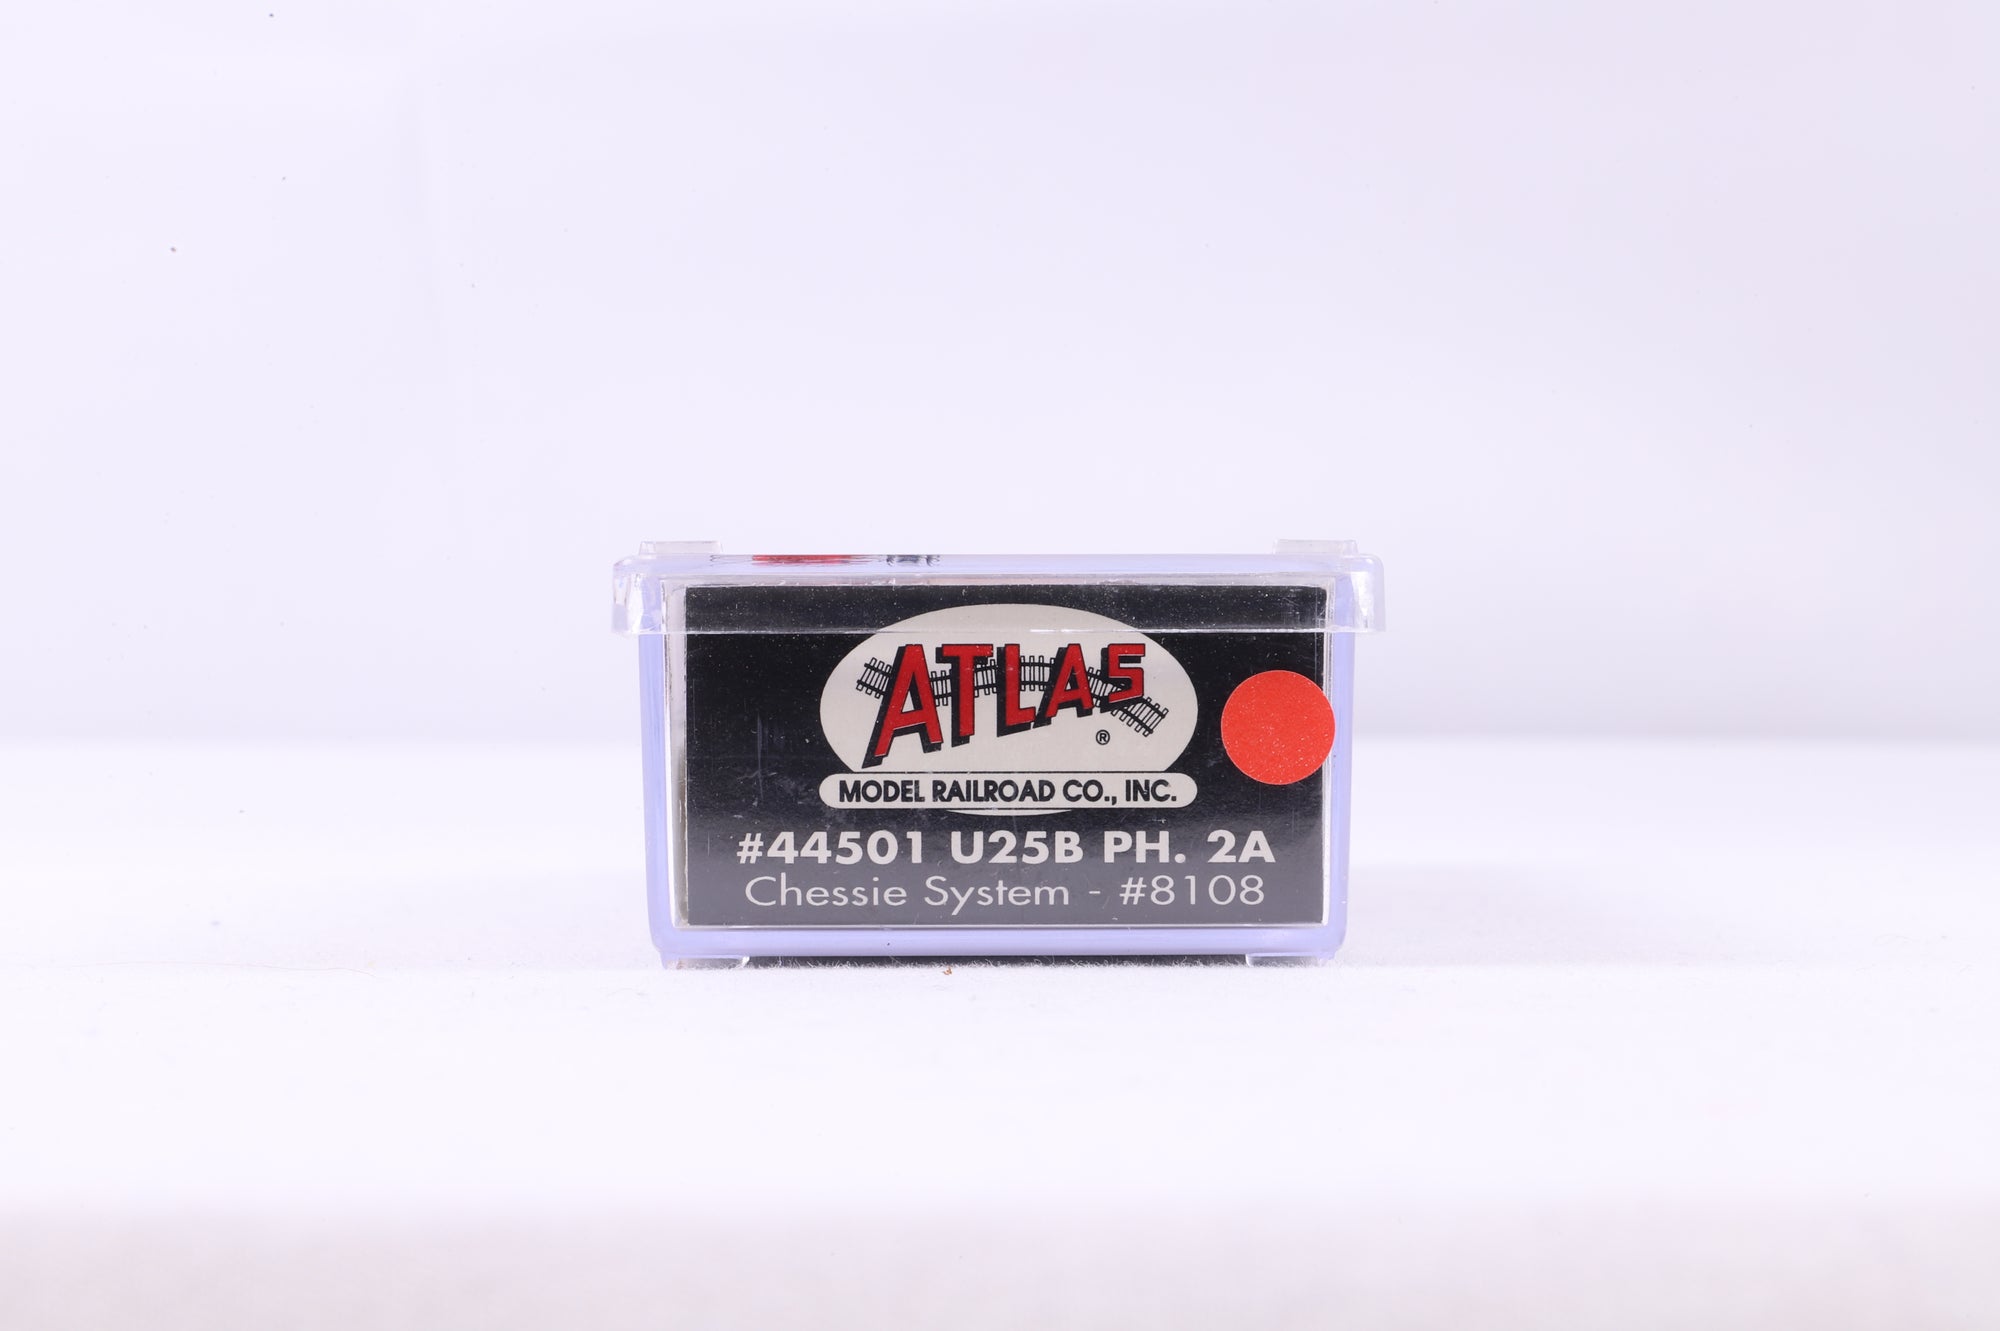 ATLAS
®
MODEL RAILROAD CO., INC.
#44501 U25B PH. 2A
Chessie System - #8108